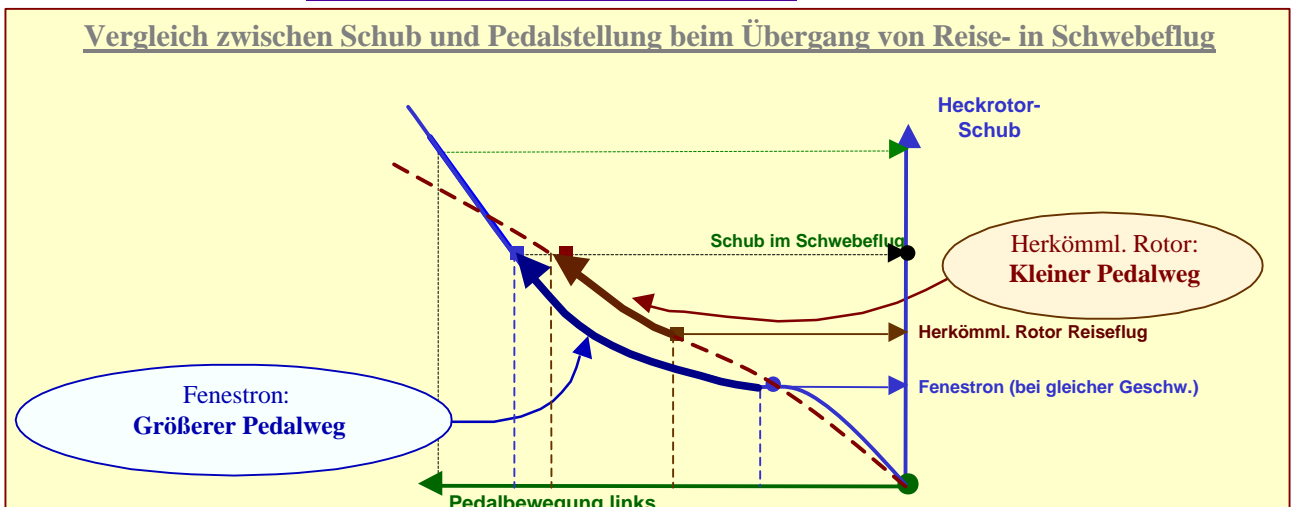 Vergleich zwischen Schub und Pedalstellung beim Übergang von Reise- in Schwebeflug
Heckrotor-
Schub
Schub im Schwebeflug
Herkömml. Rotor:
Kleiner Pedalweg
Herkömml. Rotor Reiseflug
Fenestron (bei gleicher Geschw.)
Fenestron:
Größerer Pedalweg
Pedalbewegung links